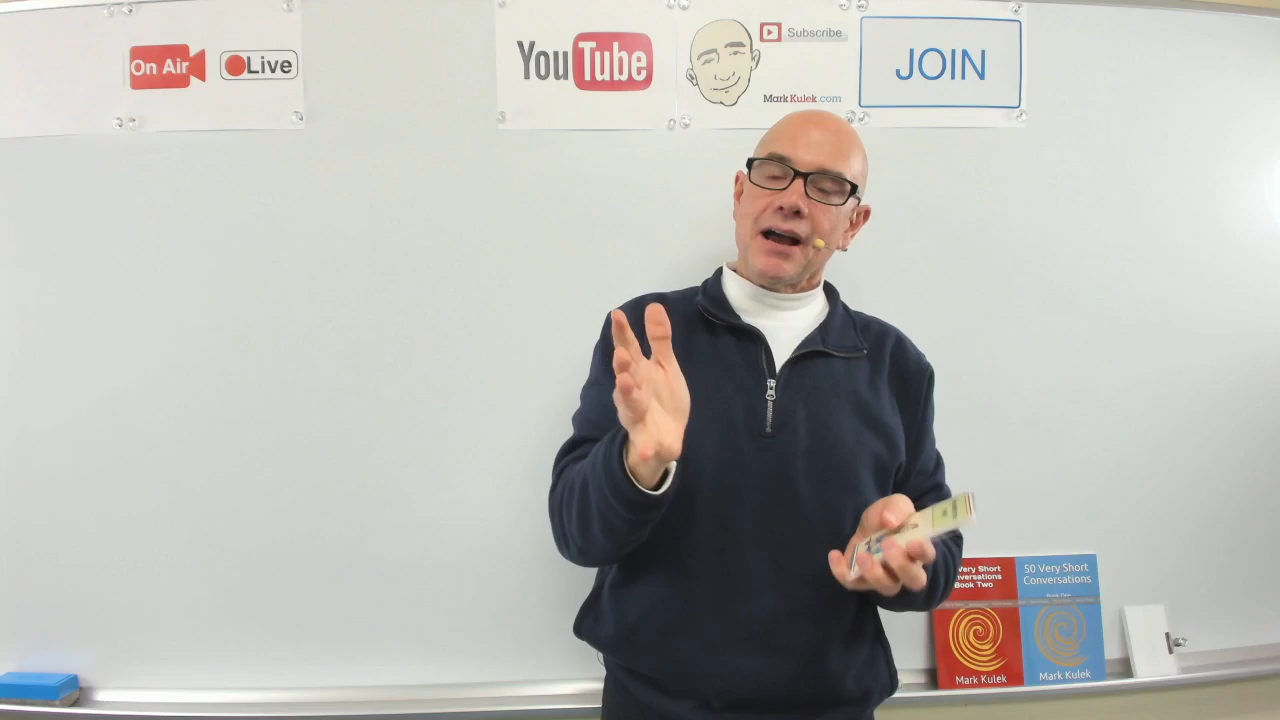 On Air
Live
YouTube
Subscribe
MarkKulek.com
JOIN
Very Short
Book Two
Mark Kulek
50 Very Short
Conversations
Mark Kulek